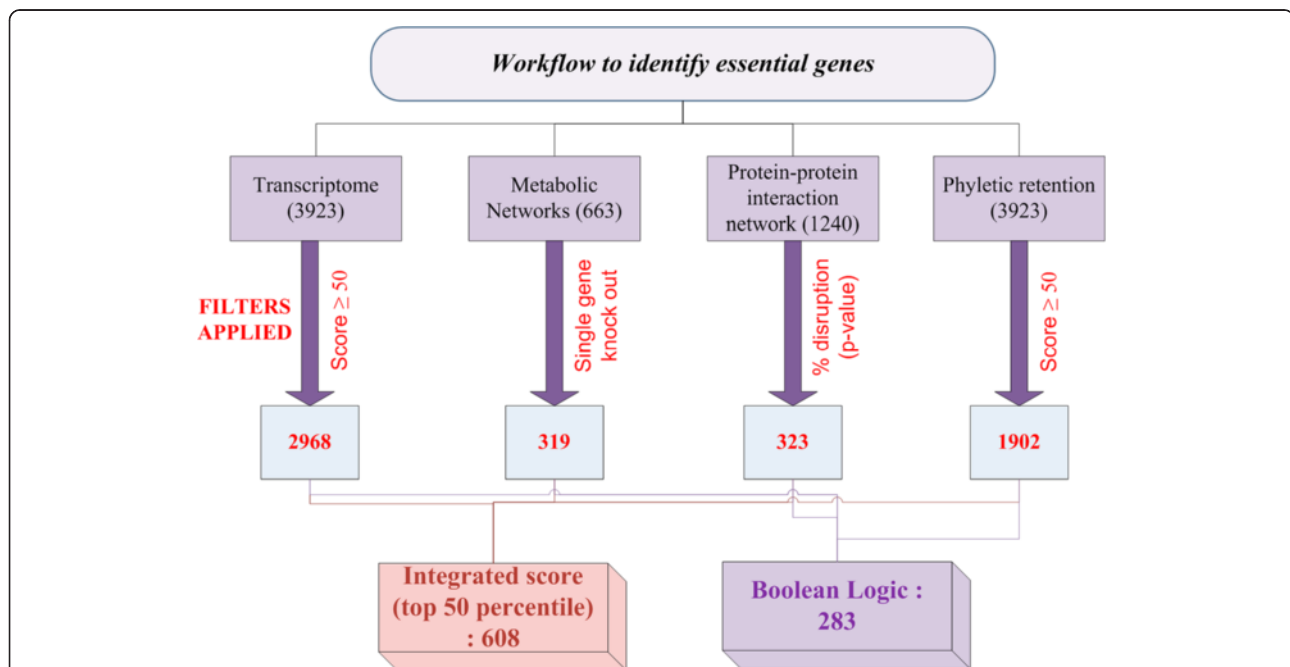 Workflow to identify essential genes
Transcriptome
(3923)
Metabolic
Networks (663)
Protein-protein
interaction
network (1240)
Phyletic retention
(3923)
FILTERS
APPLIED
Score ≥ 50
Single gene
knock out
% disruption
(p-value)
Score ≥ 50
2968
319
323
1902
Integrated score
(top 50 percentile)
: 608
Boolean Logic :
283